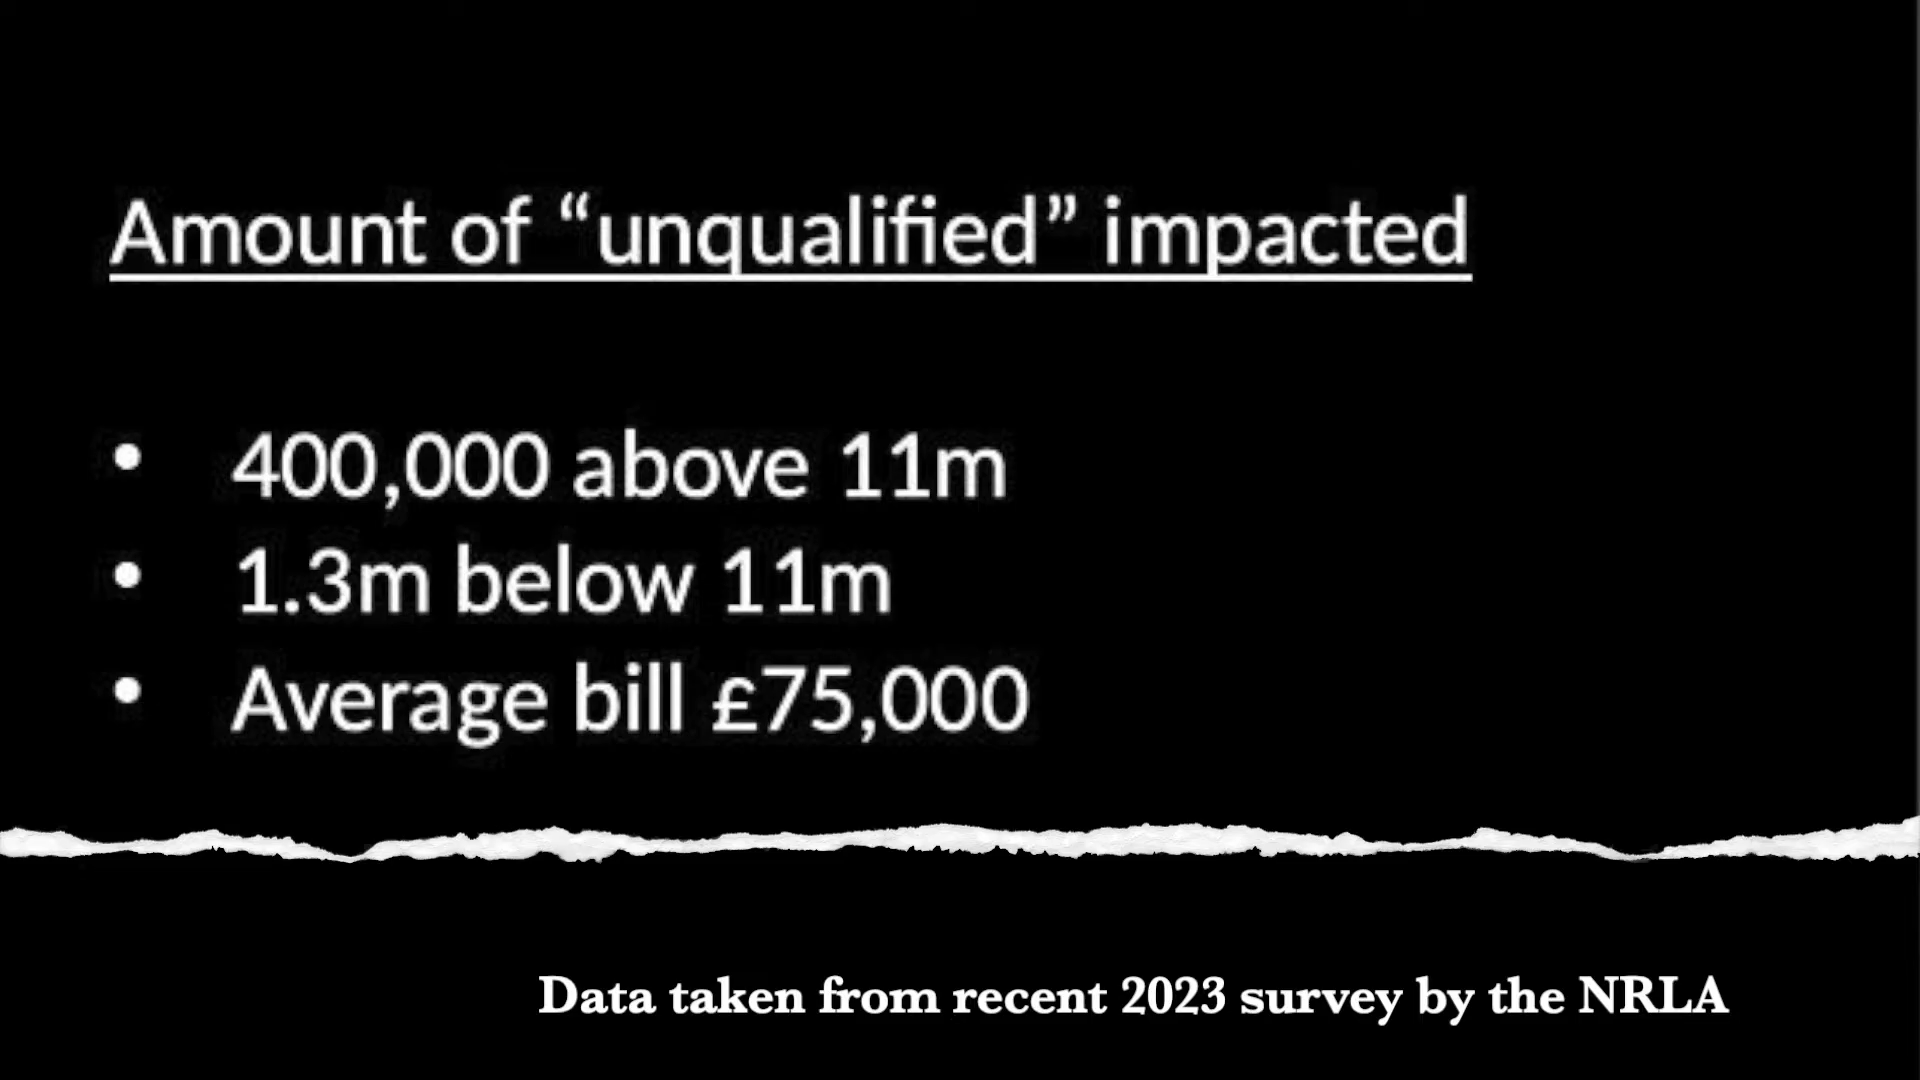 Amount of “unqualified” impacted
• 400,000 above 11m
• 1.3m below 11m
• Average bill £75,000
Data taken from recent 2023 survey by the NRLA